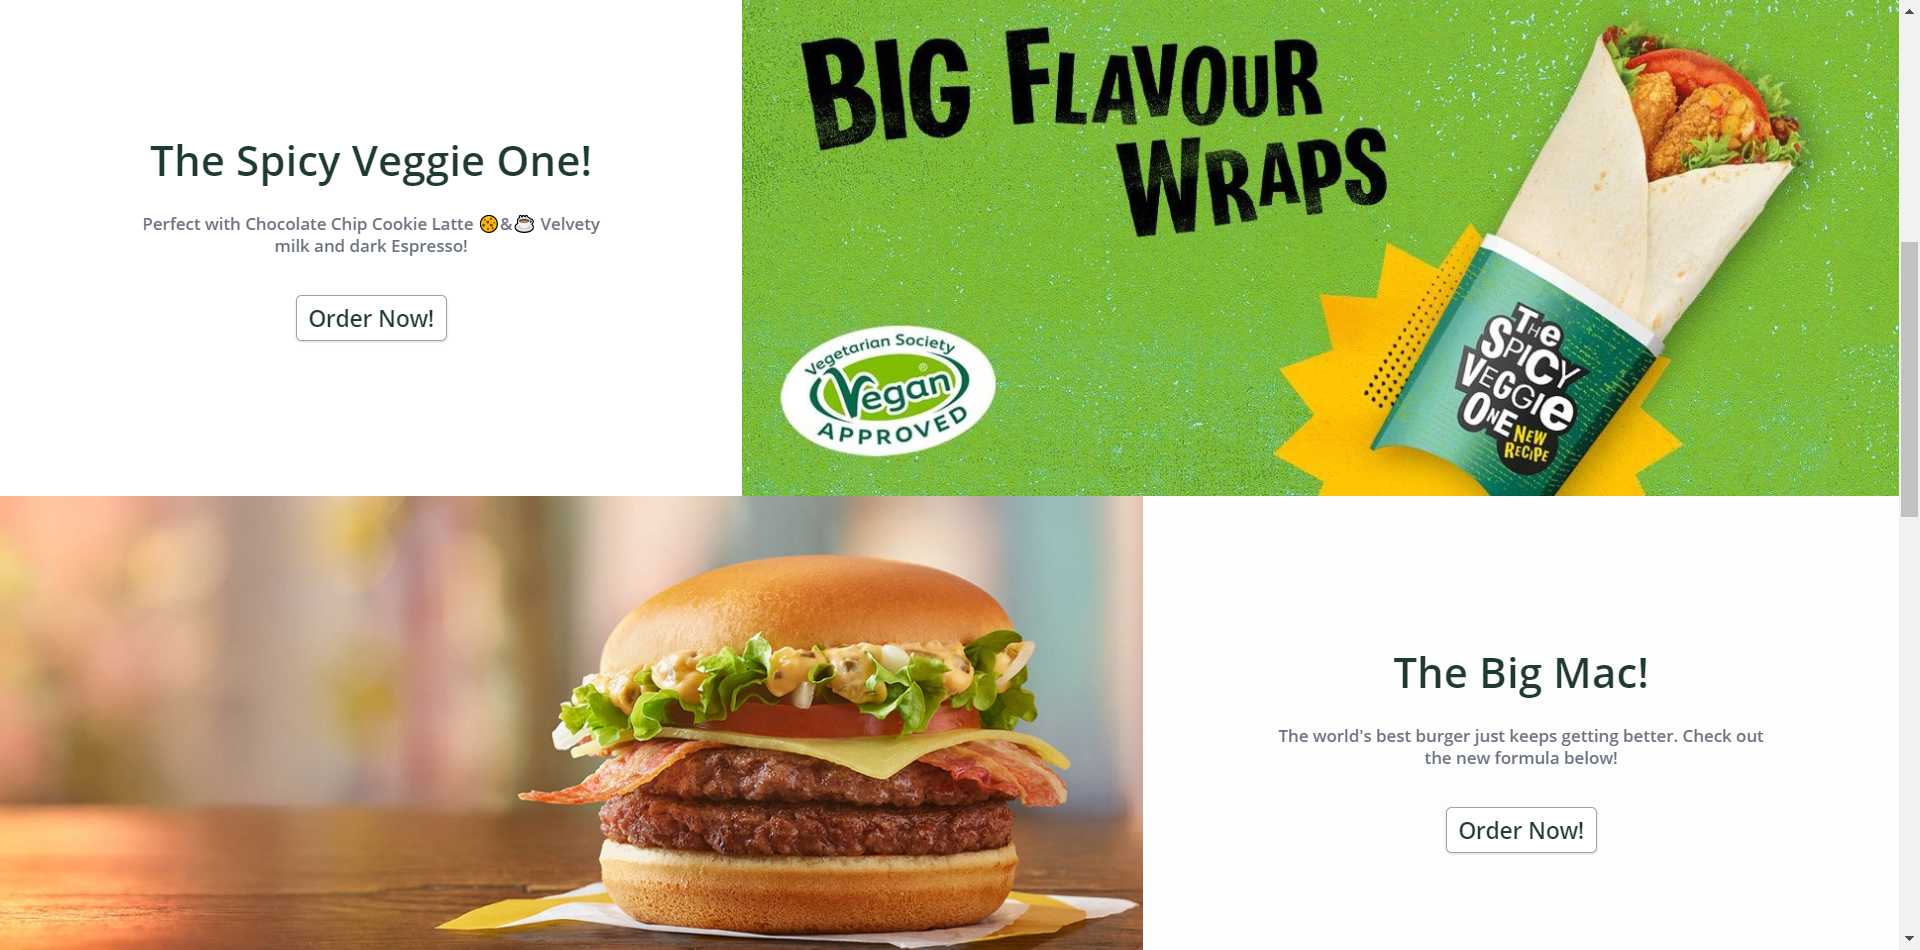 The Spicy Veggie One!
Perfect with Chocolate Chip Cookie Latte 🍪&☕ Velvety
milk and dark Espresso!
Order Now!
BIG FLAVOUR
WRAPS
Vegetarian Society
Vegan®
APPROVED
THe
SPICY
VEGGIe
ONE
NEW
RECIPE
The Big Mac!
The world's best burger just keeps getting better. Check out
the new formula below!
Order Now!